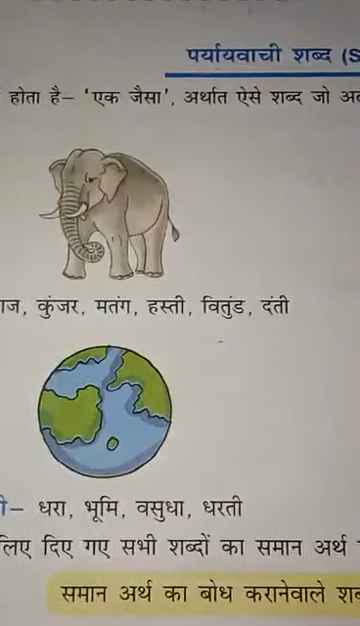 पर्यायवाची शब्द (S
होता है– 'एक जैसा', अर्थात ऐसे शब्द जो
कुंजर, मतंग, हस्ती, वितुंड, दंती
धरा, भूमि, वसुधा, धरती
लिए दिए गए सभी शब्दों का समान अर्थ
समान अर्थ का बोध करानेवाले